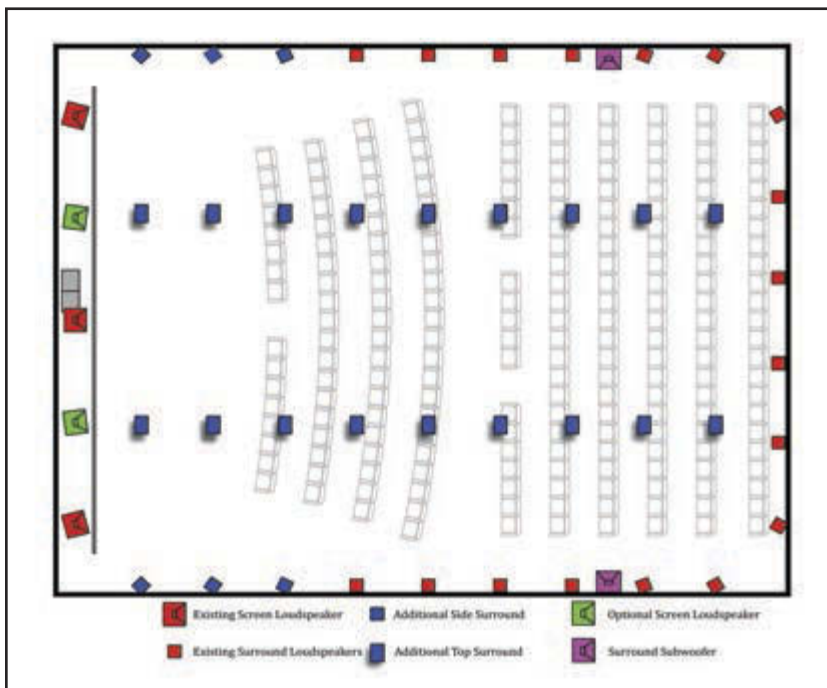 Existing Screen Loudspeaker Additional Side Surround Optional Screen Loudspeaker
Existing Surround Loudspeakers Additional Top Surround Surround Subwoofer